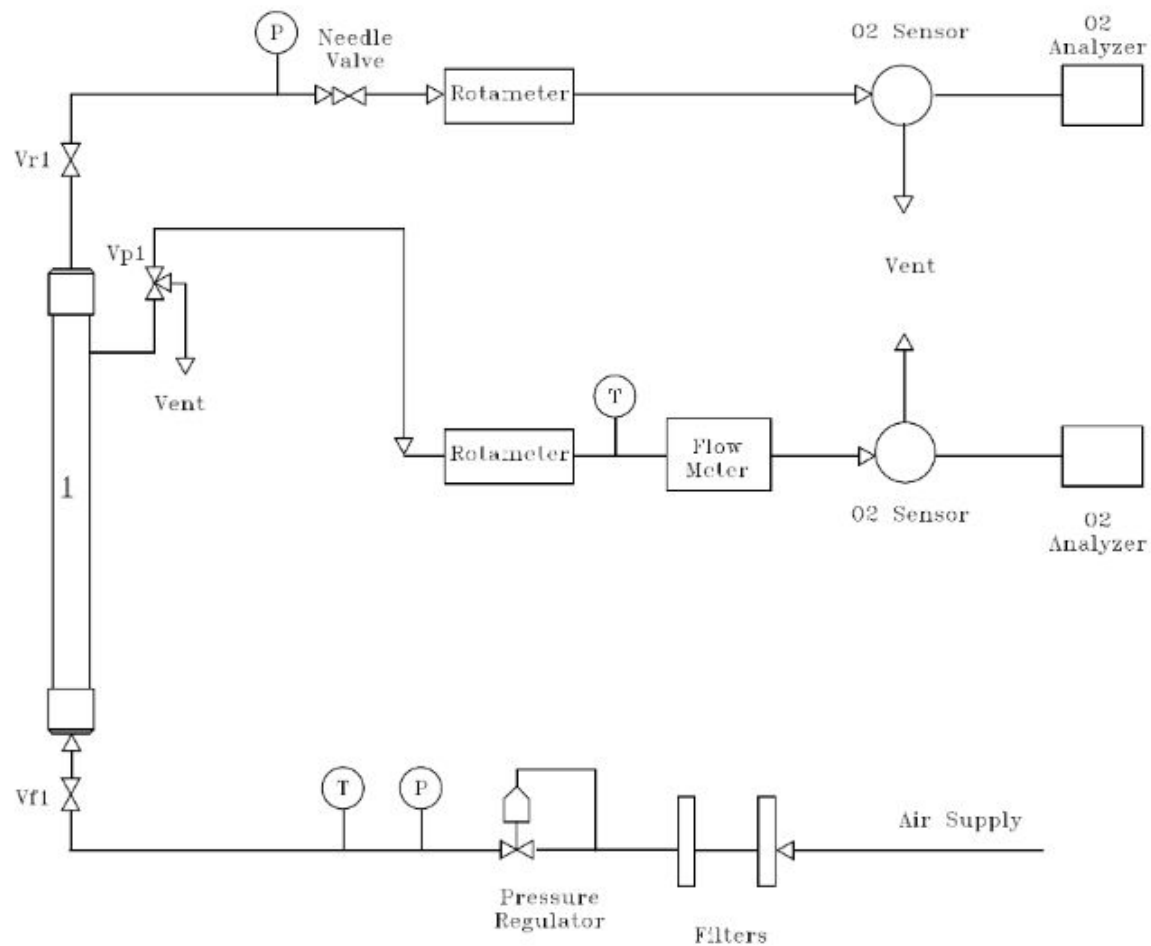 P
Needle
Valve
Rotameter
O2 Sensor
O2
Analyzer
Vr1
Vp1
Vent
Vent
1
T
Rotameter
Flow
Meter
O2 Sensor
O2
Analyzer
Vf1
T
P
Air Supply
Pressure
Regulator
Filters